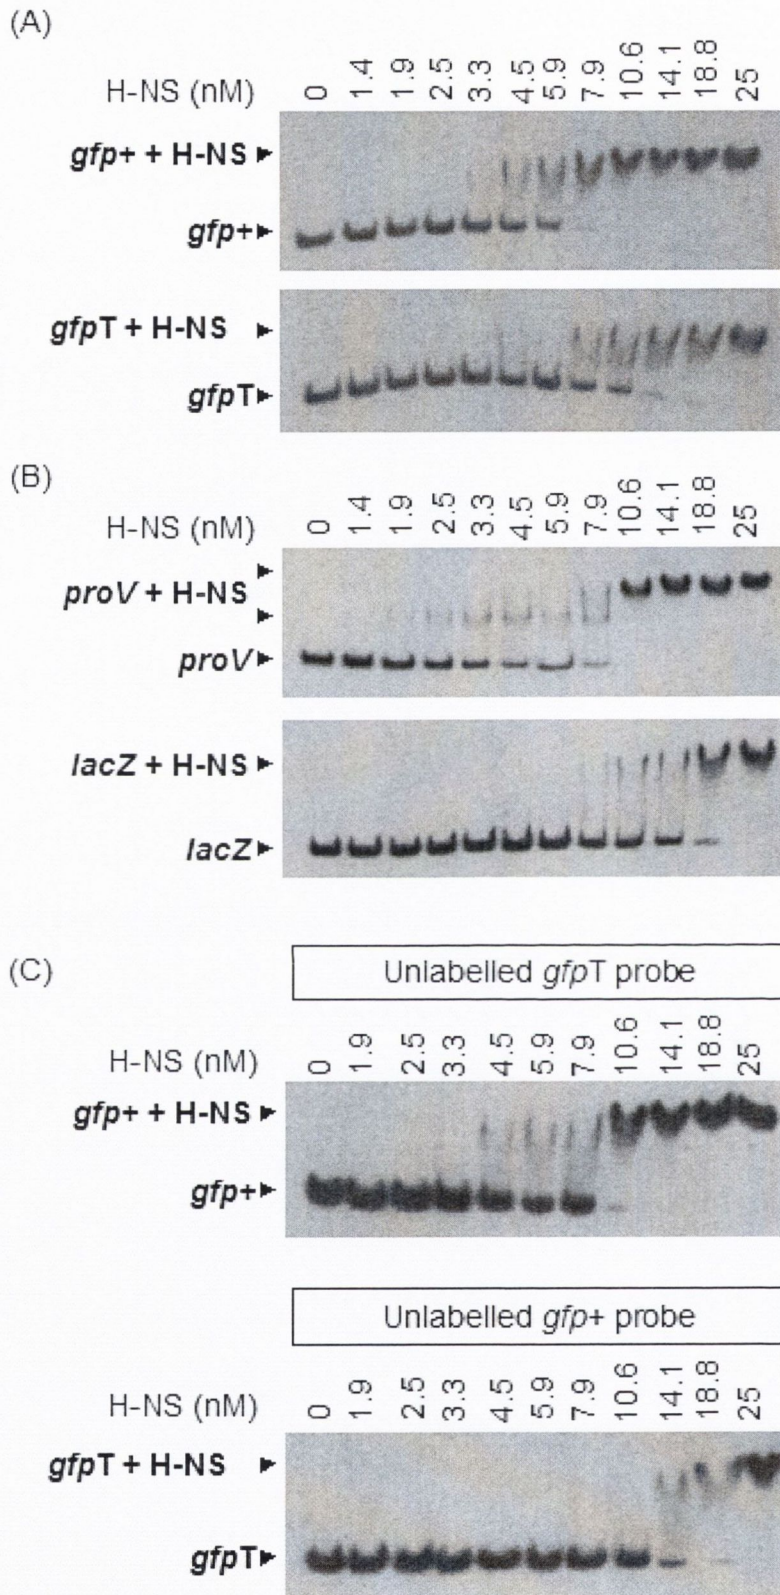 (A)
H-NS (nM) 0 1.4 1.9 2.5 3.3 4.5 5.9 7.9 10.6 14.1 18.8 25
gfp+ + H-NS
gfp+
gfpT + H-NS
gfpT
(B)
H-NS (nM) 0 1.4 1.9 2.5 3.3 4.5 5.9 7.9 10.6 14.1 18.8 25
proV + H-NS
proV
lacZ + H-NS
lacZ
(C)
Unlabelled gfpT probe
H-NS (nM) 0 1.9 2.5 3.3 4.5 5.9 7.9 10.6 14.1 18.8 25
gfp+ + H-NS
gfp+
Unlabelled gfp+ probe
H-NS (nM) 0 1.9 2.5 3.3 4.5 5.9 7.9 10.6 14.1 18.8 25
gfpT + H-NS
gfpT